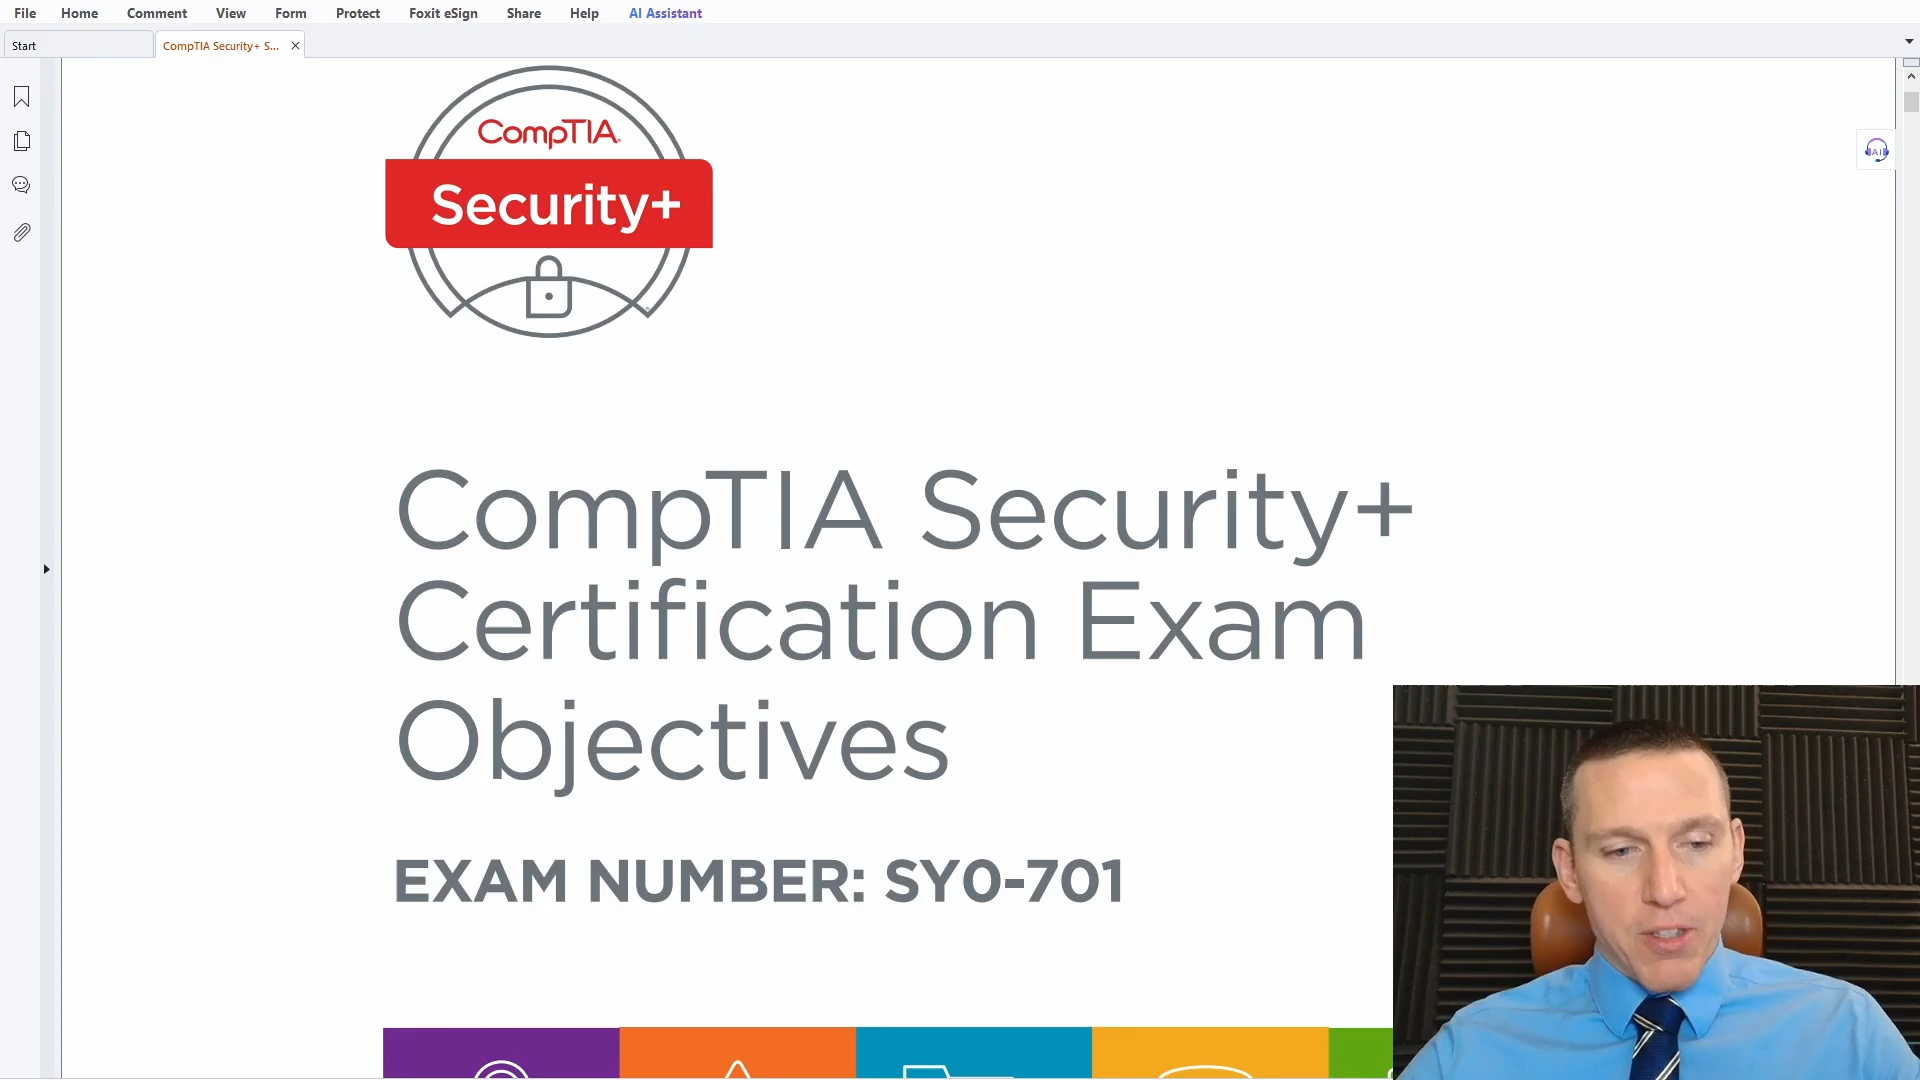 File Home Comment View Form Protect Foxit eSign Share Help AI Assistant
Start CompTIA Security+ S...
CompTIA
Security+
AI
CompTIA Security+
Certification Exam
Objectives
EXAM NUMBER: SY0-701